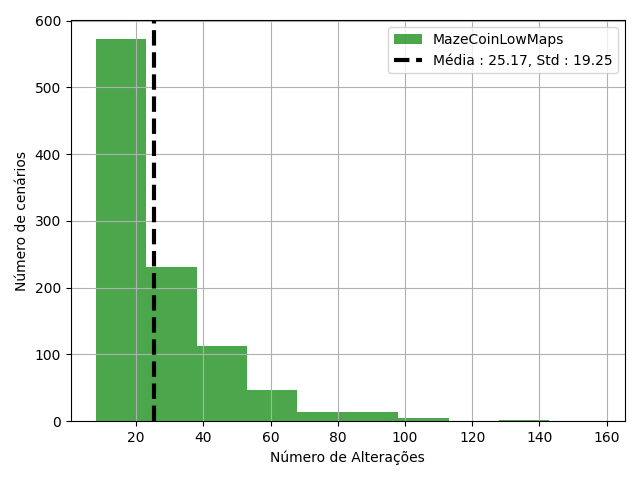 600
500
400
300
200
100
0
Número de cenários
MazeCoinLowMaps
Média : 25.17, Std : 19.25
20 40 60 80 100 120 140 160
Número de Alterações